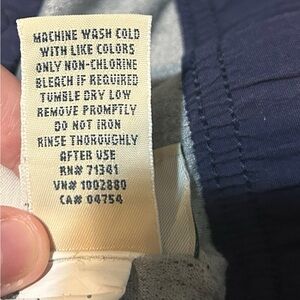 MACHINE WASH COLD
WITH LIKE COLORS
ONLY NON-CHLORINE
BLEACH IF REQUIRED
TUMBLE DRY LOW
REMOVE PROMPTLY
DO NOT IRON
RINSE THOROUGHLY
AFTER USE
RN# 71341
VN# 1002880
CA# 04754